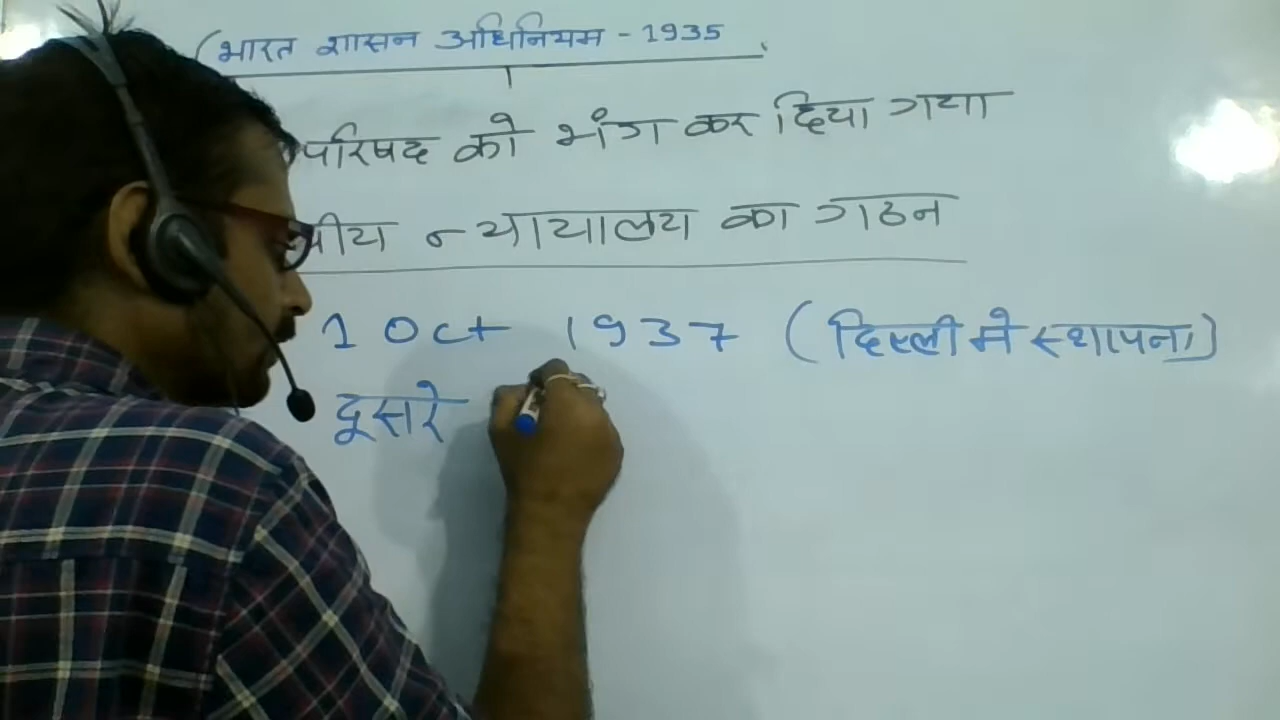 (भारत शासन अधिनियम - 1935
परिषद को भंग कर दिया गया
न्यायालय का गठन
1 Oct 1937 (दिल्ली मे स्थापना)
दूसरे